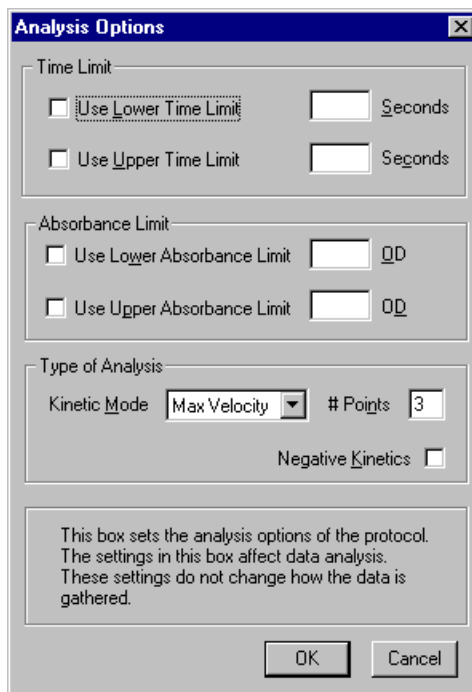 Analysis Options
Time Limit
Use Lower Time Limit Seconds
Use Upper Time Limit Seconds
Absorbance Limit
Use Lower Absorbance Limit OD
Use Upper Absorbance Limit OD
Type of Analysis
Kinetic Mode Max Velocity # Points 3
Negative Kinetics
This box sets the analysis options of the protocol.
The settings in this box affect data analysis.
These settings do not change how the data is
gathered.
OK Cancel